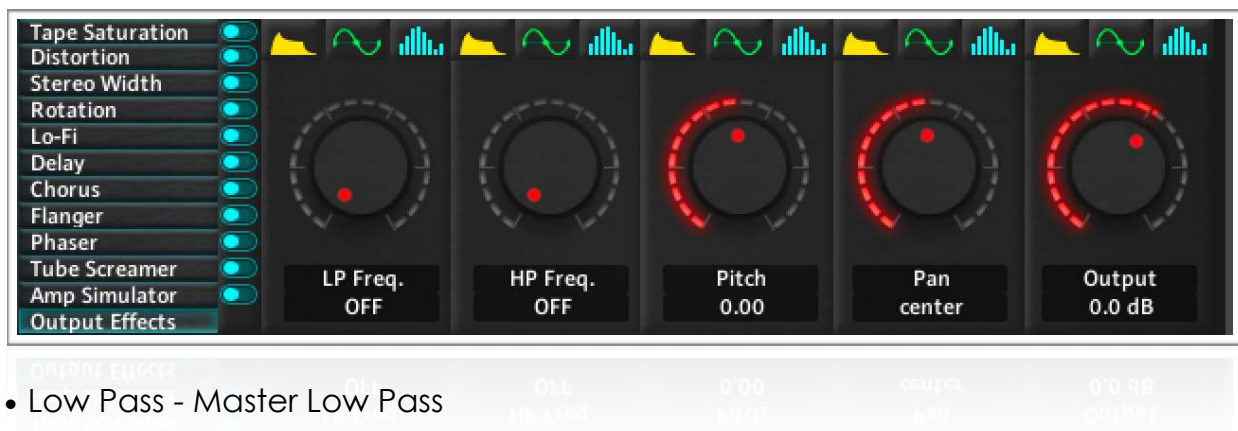 Tape Saturation
Distortion
Stereo Width
Rotation
Lo-Fi
Delay
Chorus
Flanger
Phaser
Tube Screamer
Amp Simulator
Output Effects
LP Freq.
OFF
HP Freq.
OFF
Pitch
0.00
Pan
center
Output
0.0 dB
• Low Pass - Master Low Pass